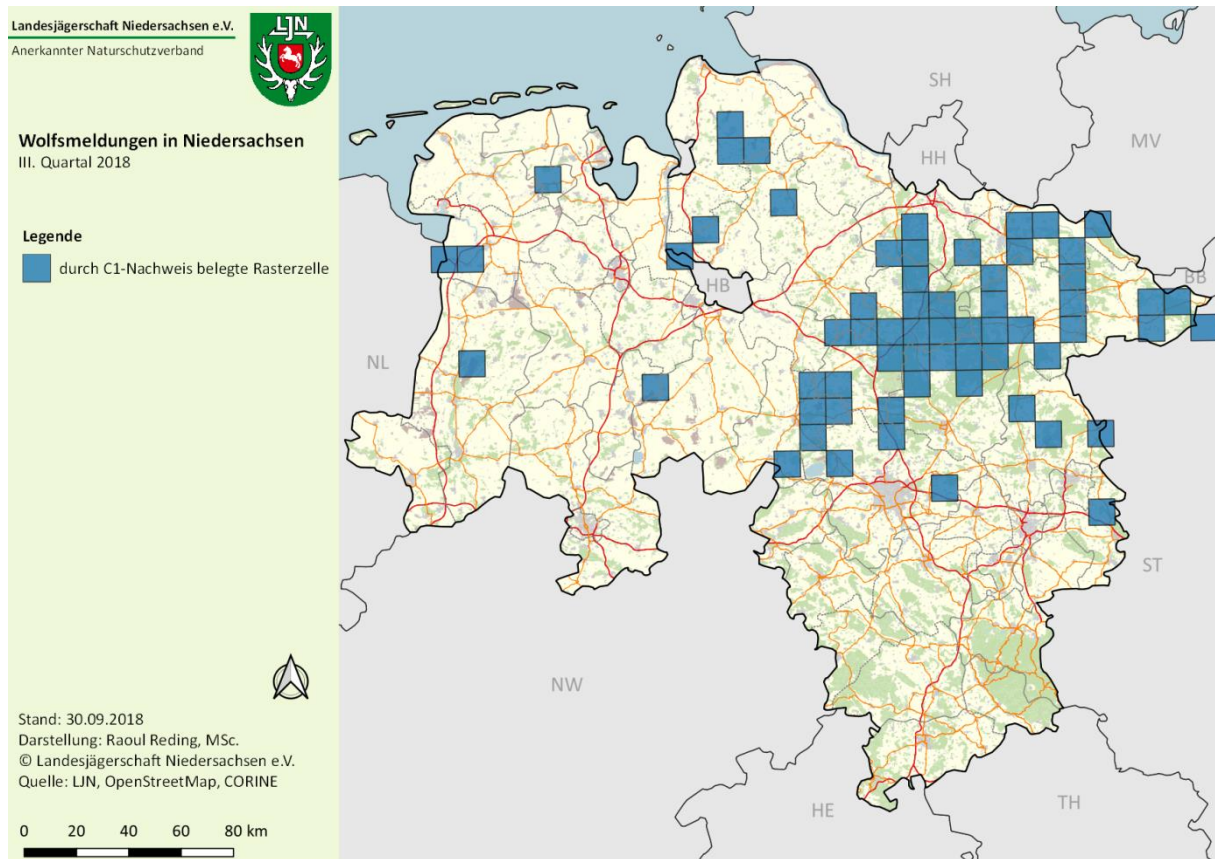 Landesjägerschaft Niedersachsen e.V.
Anerkannter Naturschutzverband
LJN
Wolfsmeldungen in Niedersachsen
III. Quartal 2018
Legende
durch C1-Nachweis belegte Rasterzelle
Stand: 30.09.2018
Darstellung: Raoul Reding, MSc.
© Landesjägerschaft Niedersachsen e.V.
Quelle: LJN, OpenStreetMap, CORINE
0 20 40 60 80 km
SH
MV
HH
HB
BB
NL
ST
NW
HE
TH